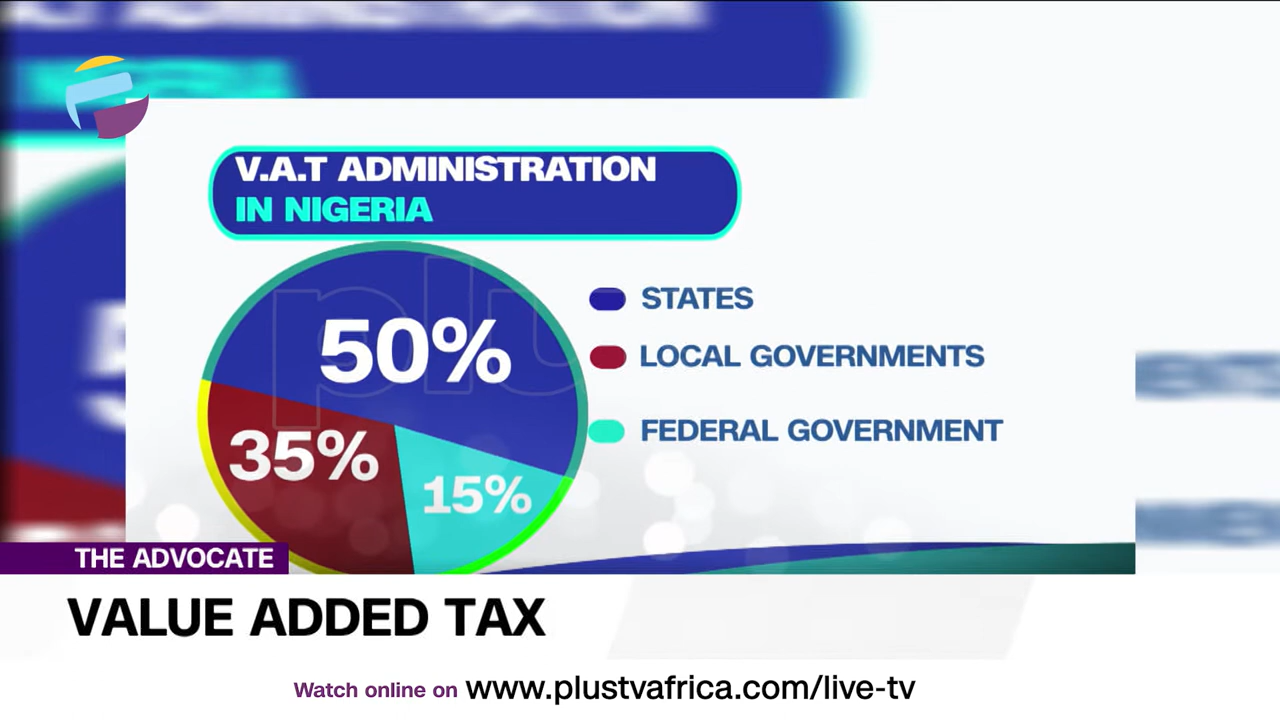 V.A.T ADMINISTRATION
IN NIGERIA
plu
50%
35%
15%
STATES
LOCAL GOVERNMENTS
FEDERAL GOVERNMENT
THE ADVOCATE
VALUE ADDED TAX
Watch online on www.plustvafrica.com/live-tv